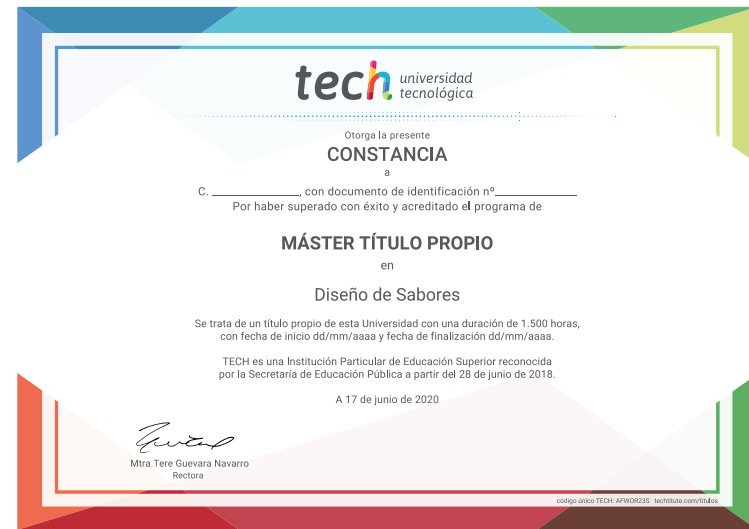 tech universidad
tecnológica
Otorga la presente
CONSTANCIA
a
C. ________________, con documento de identificación nº_______________
Por haber superado con éxito y acreditado el programa de
MÁSTER TÍTULO PROPIO
en
Diseño de Sabores
Se trata de un título propio de esta Universidad con una duración de 1.500 horas,
con fecha de inicio dd/mm/aaaa y fecha de finalización dd/mm/aaaa.
TECH es una Institución Particular de Educación Superior reconocida
por la Secretaría de Educación Pública a partir del 28 de junio de 2018.
A 17 de junio de 2020
Mtra.Tere Guevara Navarro
Rectora
código único TECH: AFWOR23S techtitute.com/titulos